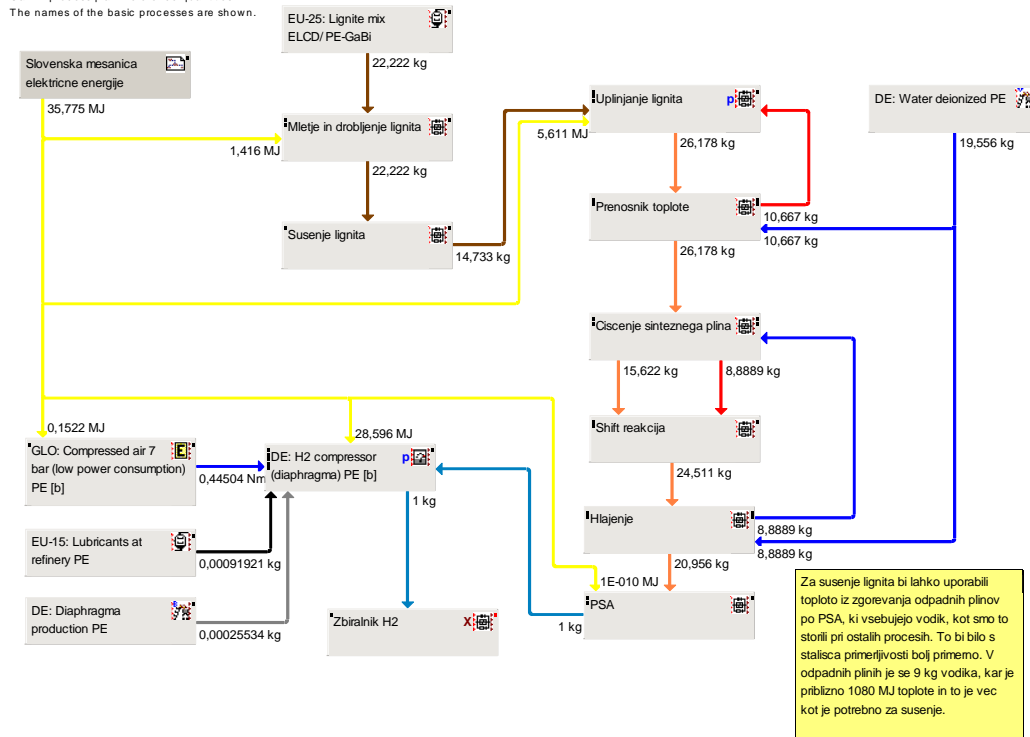 The names of the basic processes are shown.
EU-25: Lignite mix
ELCD/ PE-GaBi
Slovenska mesanica
elektricne energije
22,222 kg
35,775 MJ
Uplinjanje lignita
p
DE: Water deionized PE
Mletje in drobljenje lignita
1,416 MJ
5,611 MJ
26,178 kg
19,556 kg
22,222 kg
Prenosnik toplote
10,667 kg
10,667 kg
Susenje lignita
14,733 kg
26,178 kg
Ciscenje sinteznega plina
15,622 kg
8,8889 kg
0,1522 MJ
28,596 MJ
Shift reakcija
GLO: Compressed air 7
bar (low power consumption)
PE [b]
E
0,44504 Nm
DE: H2 compressor
(diaphragma) PE [b]
p
24,511 kg
1 kg
Hlajenje
8,8889 kg
8,8889 kg
EU-15: Lubricants at
refinery PE
0,00091921 kg
20,956 kg
1E-010 MJ
DE: Diaphragma
production PE
0,00025534 kg
Zbiralnik H2
X
PSA
1 kg
Za susenje lignita bi lahko uporabili
toploto iz zgorevanja odpadnih plinov
po PSA, ki vsebujejo vodik, kot smo to
storili pri ostalih procesih. To bi bilo s
stalisca primerljivosti bolj primerno. V
odpadnih plinih je se 9 kg vodika, kar je
priblizno 1080 MJ toplote in to je vec
kot je potrebno za susenje.